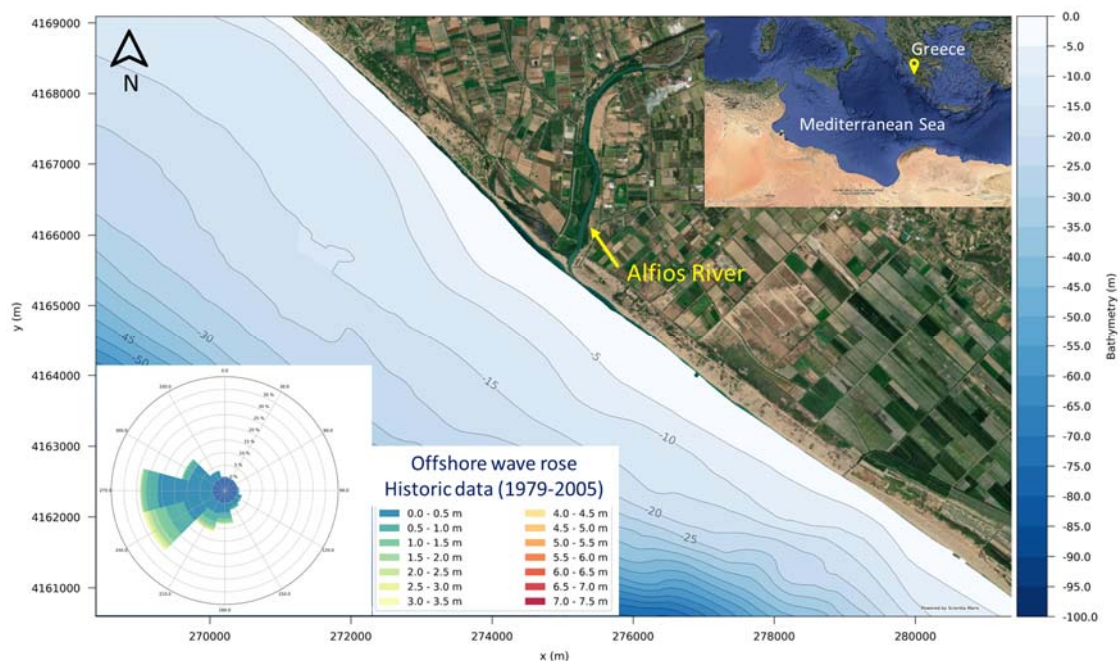 4169000
4168000
4167000
4166000
4165000
4164000
4163000
4162000
4161000
y (m)
270000
272000
274000
276000
278000
280000
x (m)
N
Greece
Mediterranean Sea
Alfios River
-5
-10
-15
-20
-25
-30
-45
-50
Offshore wave rose
Historic data (1979-2005)
0.0 - 0.5 m
0.5 - 1.0 m
1.0 - 1.5 m
1.5 - 2.0 m
2.0 - 2.5 m
2.5 - 3.0 m
3.0 - 3.5 m
4.0 - 4.5 m
4.5 - 5.0 m
5.0 - 5.5 m
5.5 - 6.0 m
6.0 - 6.5 m
6.5 - 7.0 m
7.0 - 7.5 m
0.0
-5.0
-10.0
-15.0
-20.0
-25.0
-30.0
-35.0
-40.0
-45.0
-50.0
-55.0
-60.0
-65.0
-70.0
-75.0
-80.0
-85.0
-90.0
-95.0
-100.0
Bathymetry (m)
Powered by Scientia Maris